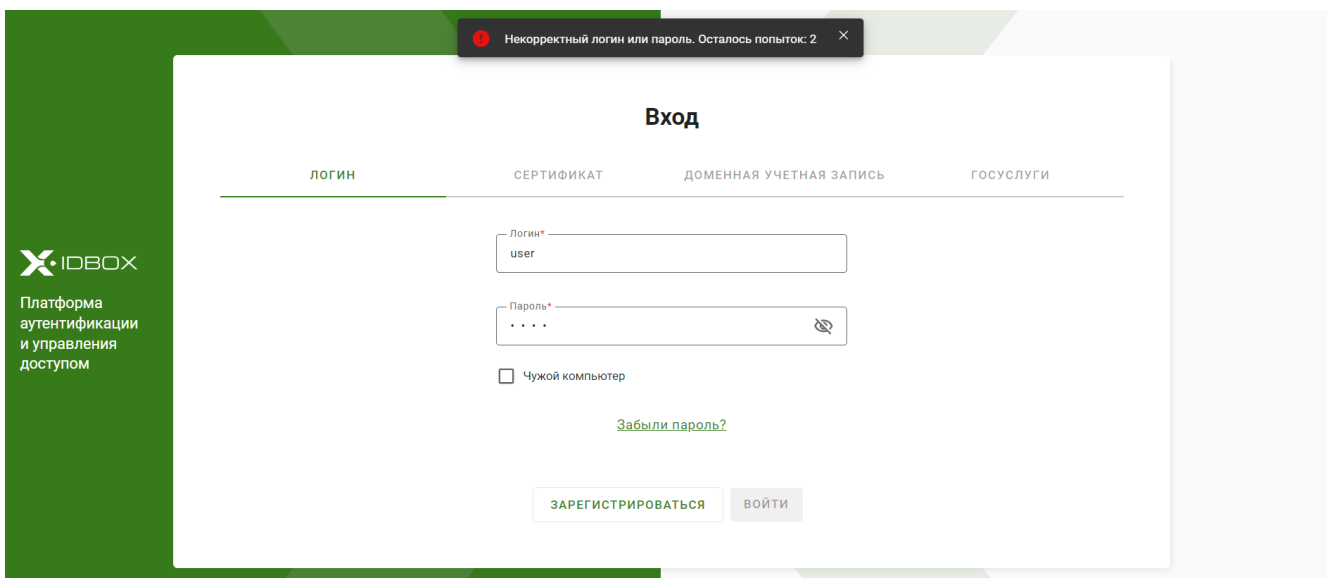 Некорректный логин или пароль. Осталось попыток: 2
Вход
ЛОГИН СЕРТИФИКАТ ДОМЕННАЯ УЧЕТНАЯ ЗАПИСЬ ГОСУСЛУГИ
IDBOX
Платформа
аутентификации
и управления
доступом
Логин*
user
Пароль*
Чужой компьютер
Забыли пароль?
ЗАРЕГИСТРИРОВАТЬСЯ ВОЙТИ